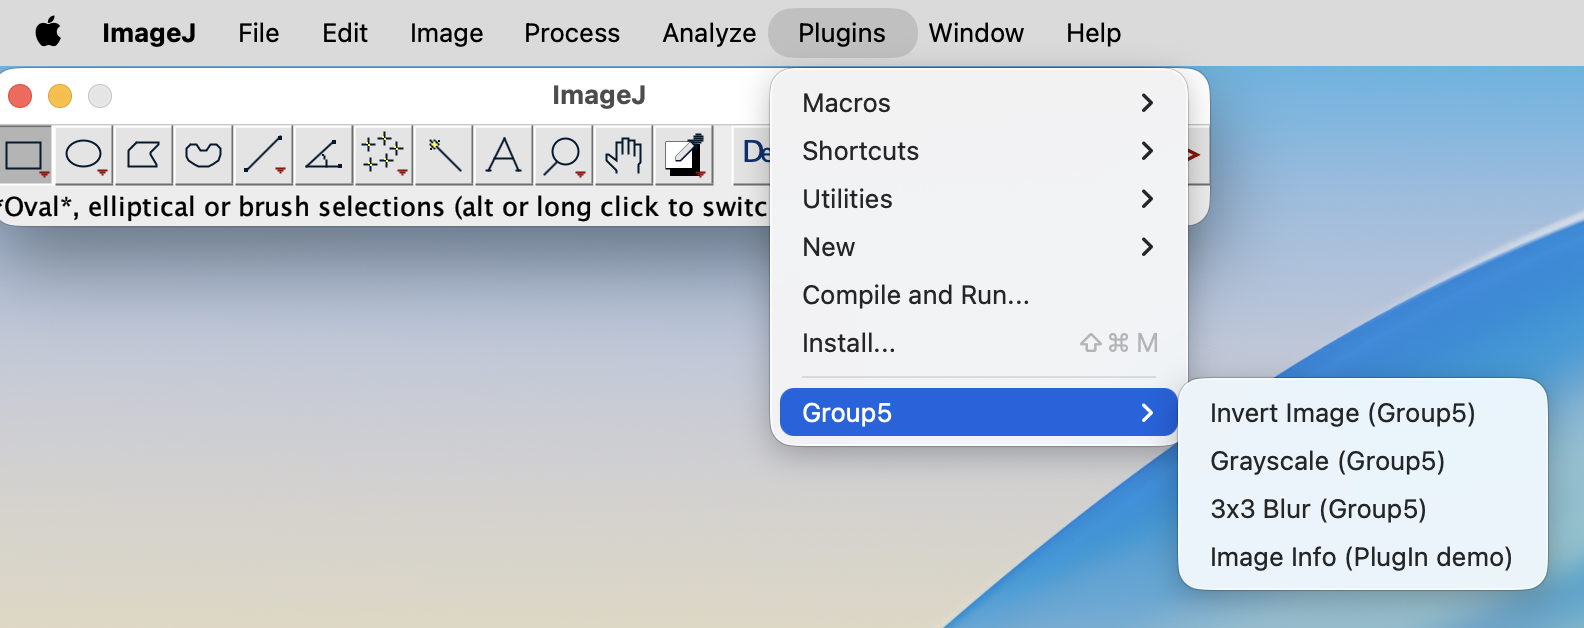 ImageJ File Edit Image Process Analyze Plugins Window Help
ImageJ
A
*Oval*, elliptical or brush selections (alt or long click to switc
Macros
Shortcuts
Utilities
New
Compile and Run...
Install... ⇧ ⌘ M
Group5
Invert Image (Group5)
Grayscale (Group5)
3x3 Blur (Group5)
Image Info (PlugIn demo)